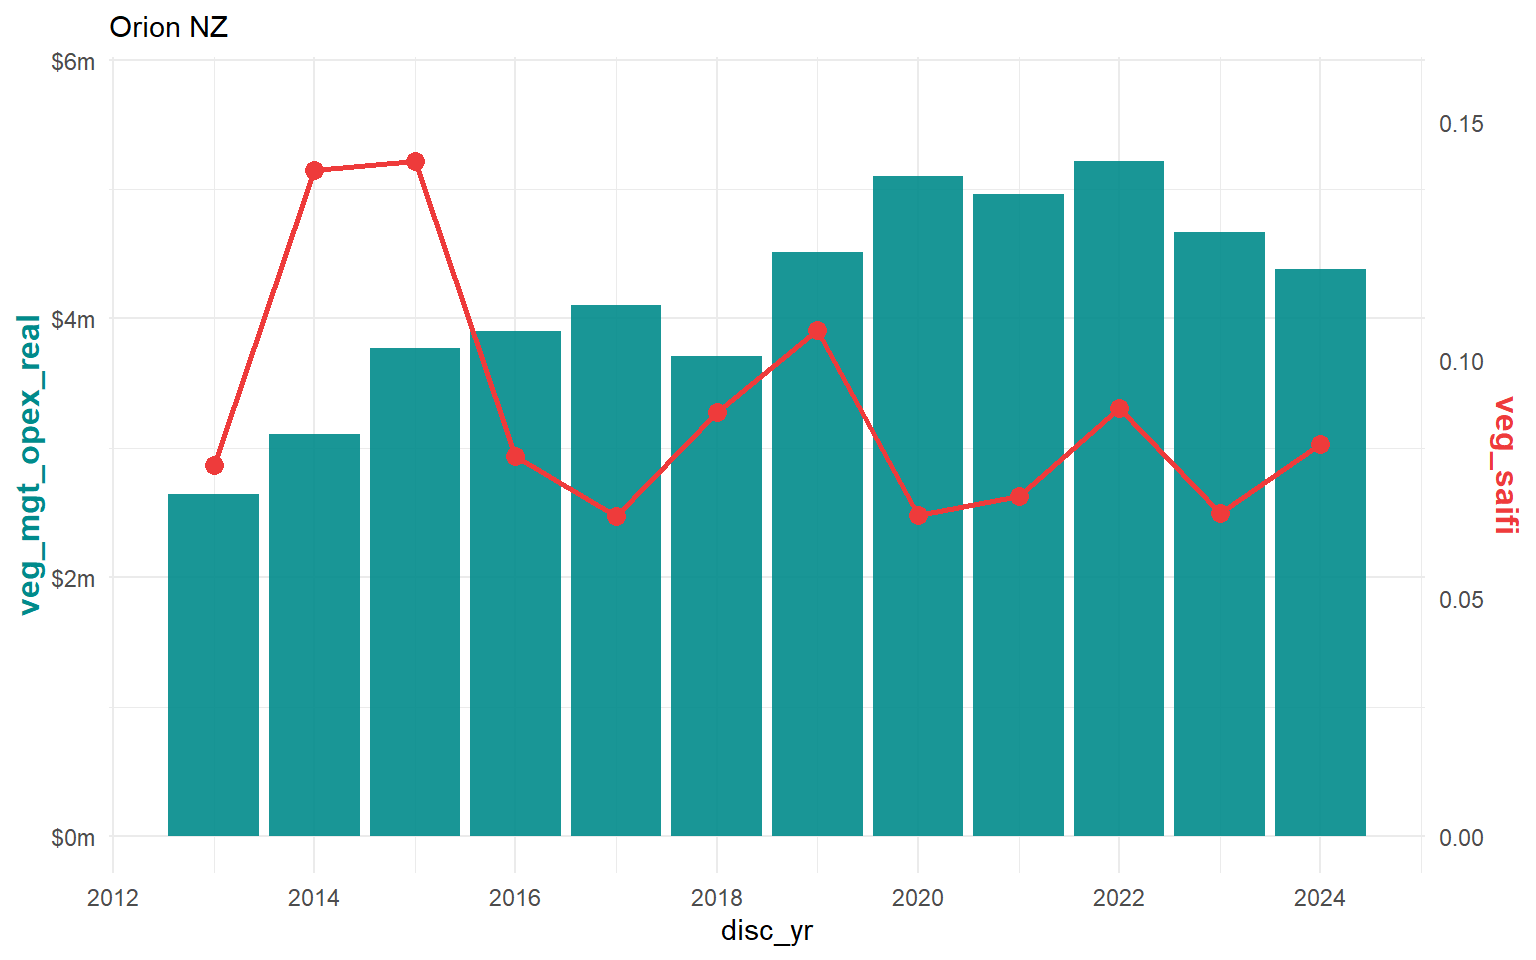 Orion NZ
$6m
$4m
$2m
$0m
veg_mgt_opex_real
0.15
0.10
0.05
0.00
veg_saifi
2012 2014 2016 2018 2020 2022 2024
disc_yr